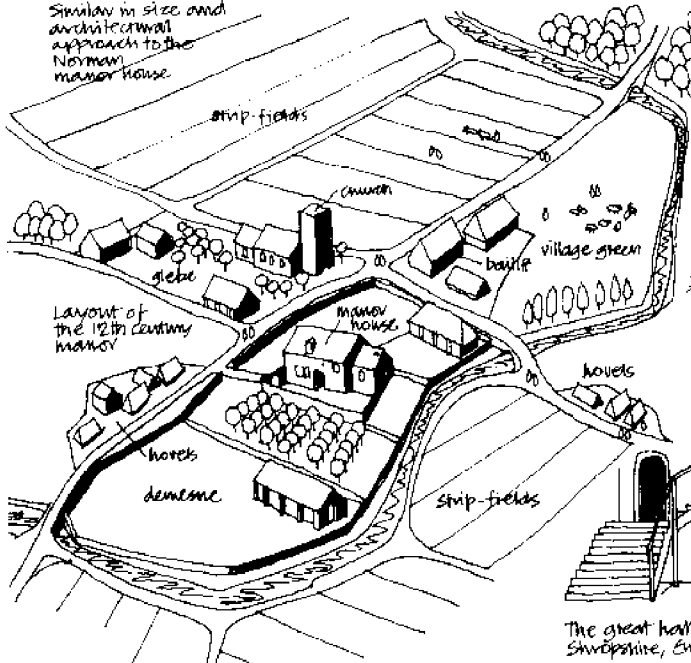 Similar in size and
architectural
approach to the
Norman
manor house
strip-fields
church
glebe
bailiff
village green
Layout of
the 12th century
manor
manor
house
hovels
hovels
demesne
strip-fields
The great hall
Shropshire,